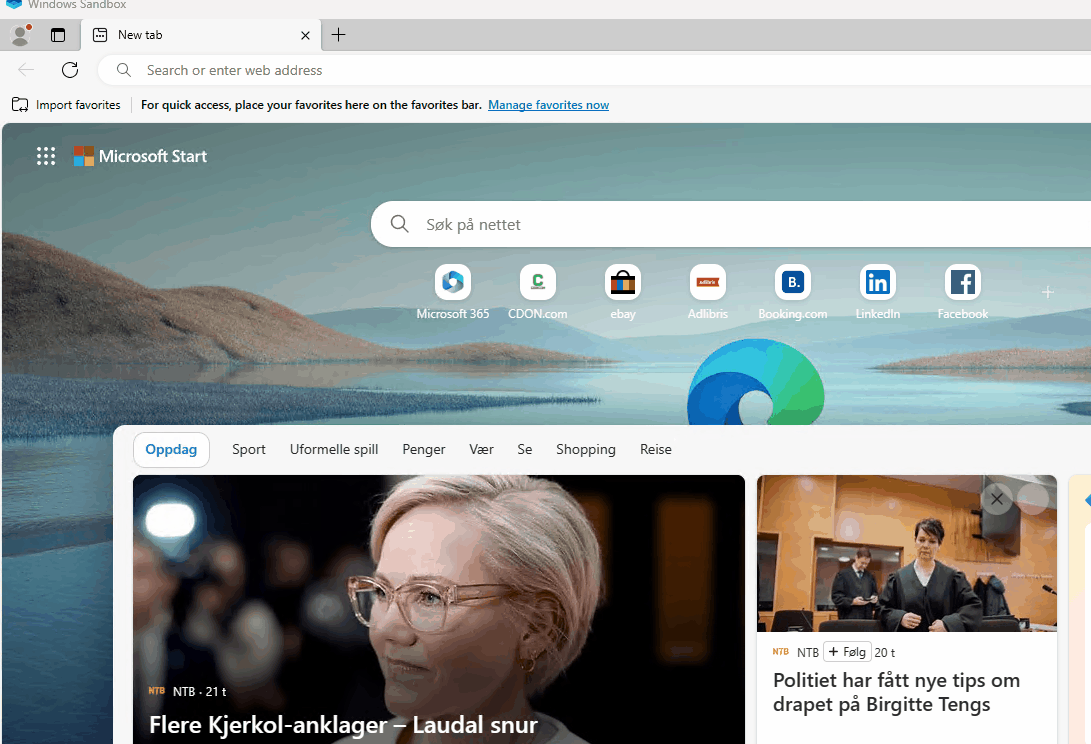 Windows Sandbox
New tab
Search or enter web address
Import favorites
For quick access, place your favorites here on the favorites bar. Manage favorites now
Microsoft Start
Søk på nettet
Microsoft 365
CDON.com
ebay
Adlibris
Booking.com
LinkedIn
Facebook
Oppdag
Sport
Uformelle spill
Penger
Vær
Se
Shopping
Reise
NTB NTB · 21 t
Flere Kjerkol-anklager – Laudal snur
NTB NTB + Følg 20 t
Politiet har fått nye tips om
drapet på Birgitte Tengs